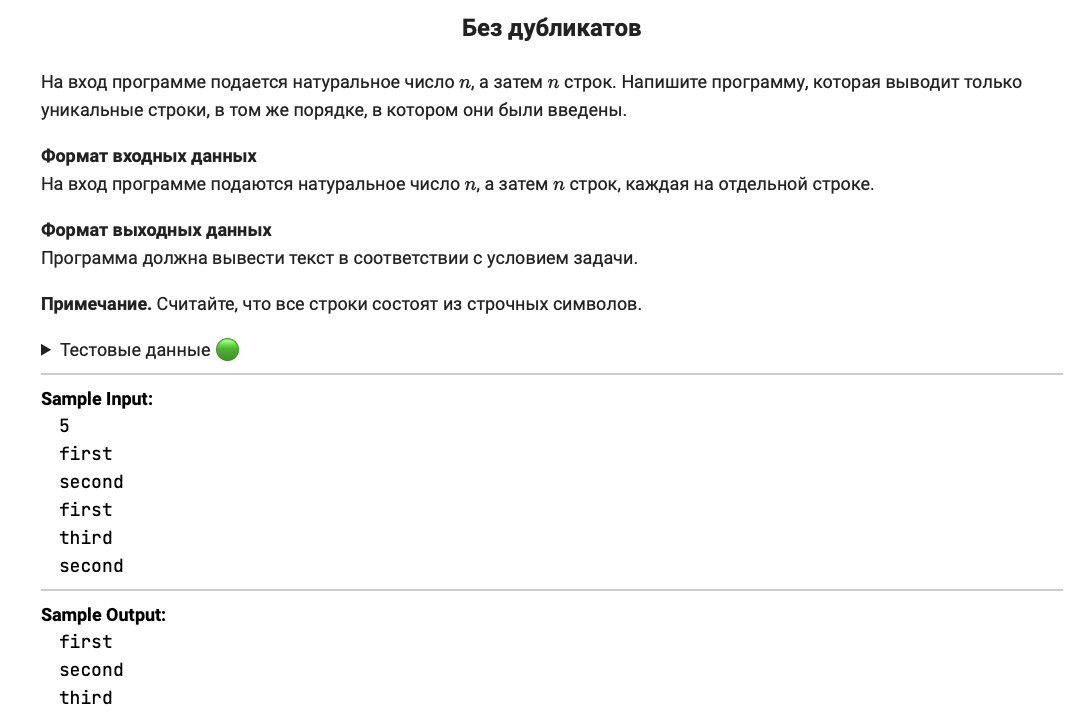 Без дубликатов
На вход программе подается натуральное число n, а затем n строк. Напишите программу, которая выводит только
уникальные строки, в том же порядке, в котором они были введены.
Формат входных данных
На вход программе подаются натуральное число n, а затем n строк, каждая на отдельной строке.
Формат выходных данных
Программа должна вывести текст в соответствии с условием задачи.
Примечание. Считайте, что все строки состоят из строчных символов.
Тестовые данные
Sample Input:
5
first
second
first
third
second
Sample Output:
first
second
third